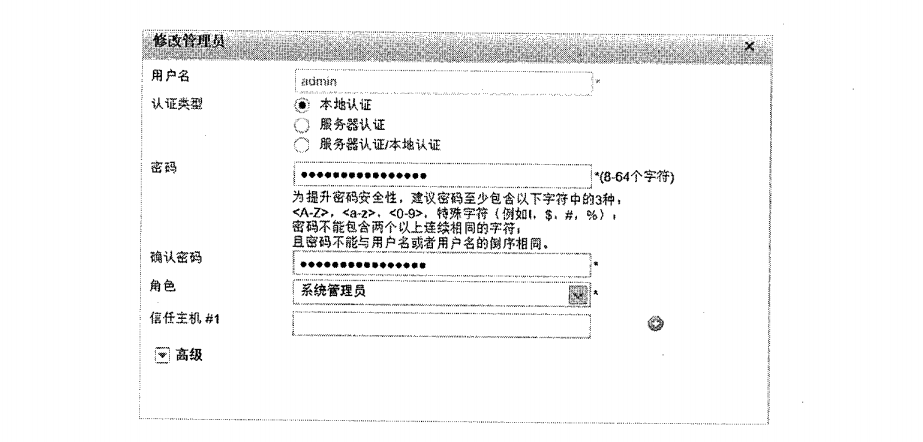 修改管理员
用户名 admin *
认证类型 本地认证
服务器认证
服务器认证/本地认证
密码 •••••••••••••••• *(8-64个字符)
为提升密码安全性，建议密码至少包含以下字符中的3种：
<A-Z>，<a-z>，<0-9>，特殊字符（例如!，$，#，%）；
密码不能包含两个以上连续相同的字符；
且密码不能与用户名或者用户名的倒序相同。
确认密码 •••••••••••••••• *
角色 系统管理员 *
信任主机 #1
高级